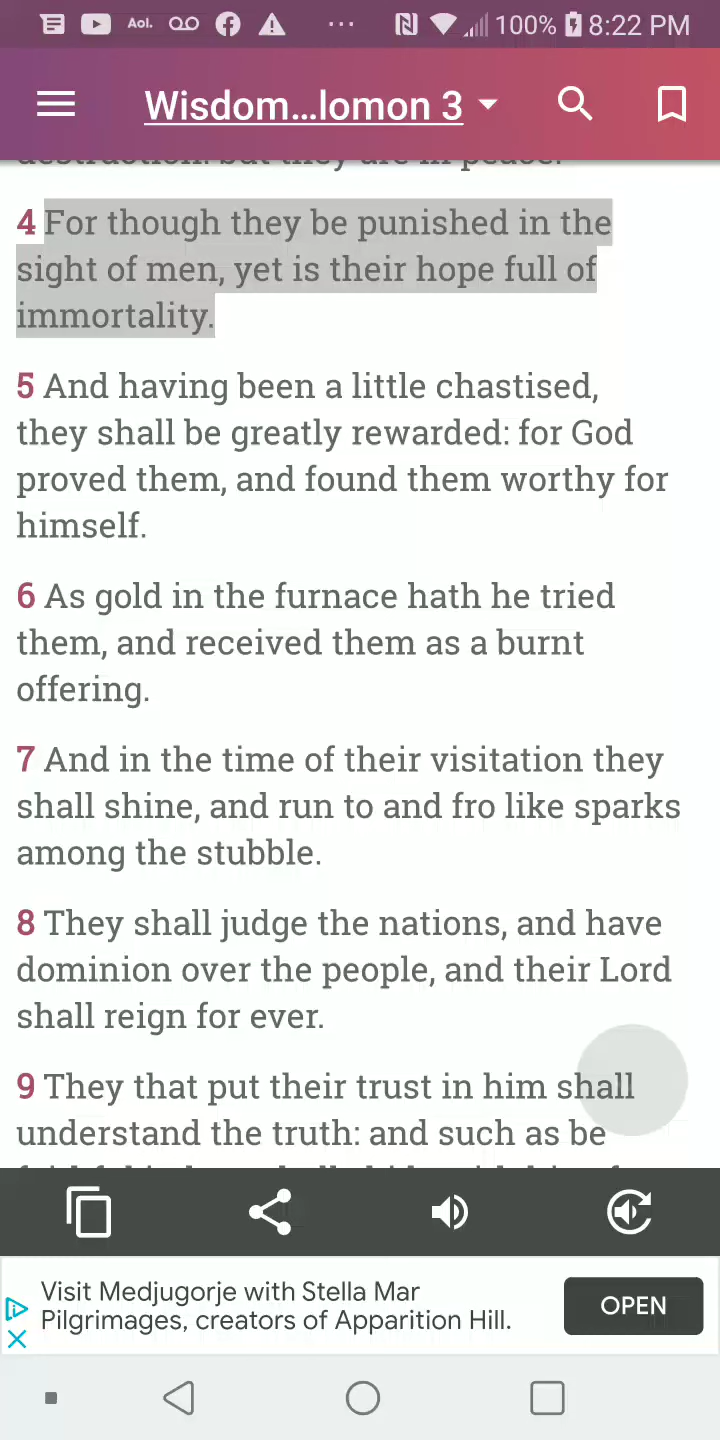 Aol. ... 100% 8:22 PM
Wisdom...lomon 3
destruction: but they are in peace.
4 For though they be punished in the
sight of men, yet is their hope full of
immortality.
5 And having been a little chastised,
they shall be greatly rewarded: for God
proved them, and found them worthy for
himself.
6 As gold in the furnace hath he tried
them, and received them as a burnt
offering.
7 And in the time of their visitation they
shall shine, and run to and fro like sparks
among the stubble.
8 They shall judge the nations, and have
dominion over the people, and their Lord
shall reign for ever.
9 They that put their trust in him shall
understand the truth: and such as be
Visit Medjugorje with Stella Mar
Pilgrimages, creators of Apparition Hill.
OPEN